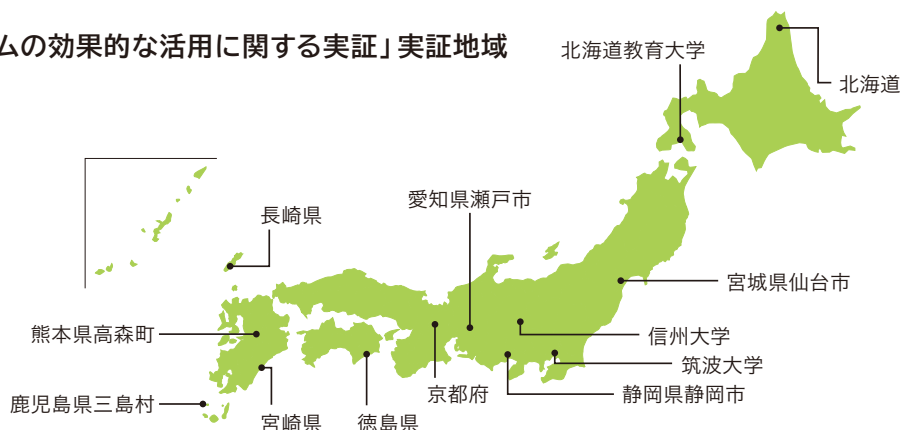 ムの効果的な活用に関する実証」実証地域
北海道教育大学
北海道
愛知県瀬戸市
長崎県
宮城県仙台市
熊本県高森町
信州大学
筑波大学
京都府
静岡県静岡市
鹿児島県三島村
宮崎県
徳島県